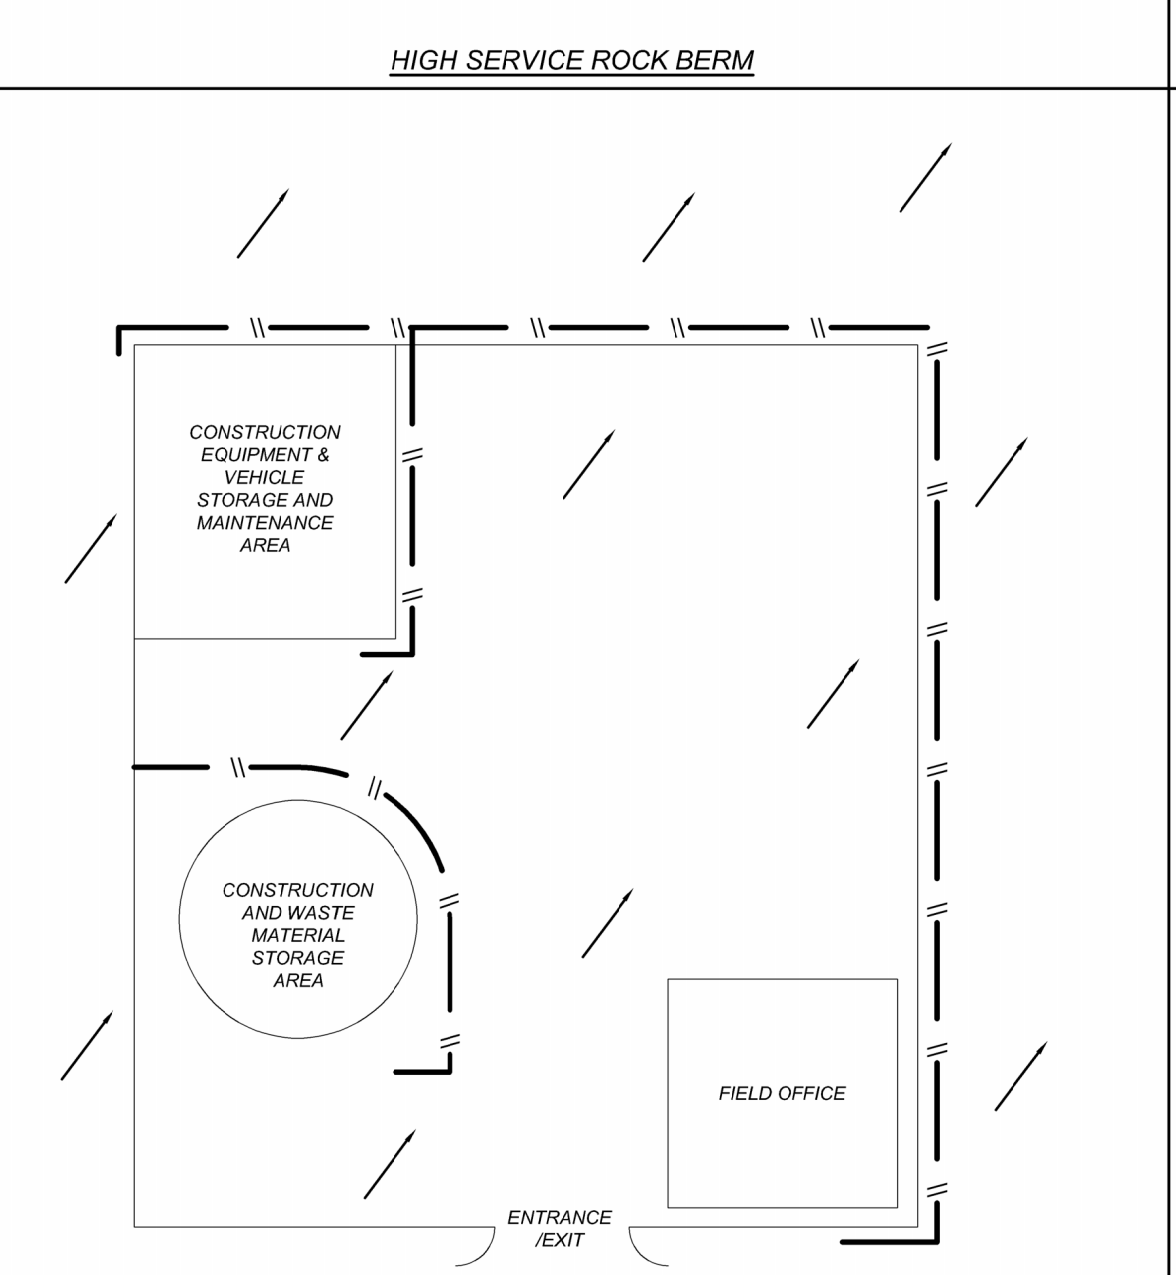 HIGH SERVICE ROCK BERM
CONSTRUCTION
EQUIPMENT &
VEHICLE
STORAGE AND
MAINTENANCE
AREA
CONSTRUCTION
AND WASTE
MATERIAL
STORAGE
AREA
FIELD OFFICE
ENTRANCE
/EXIT